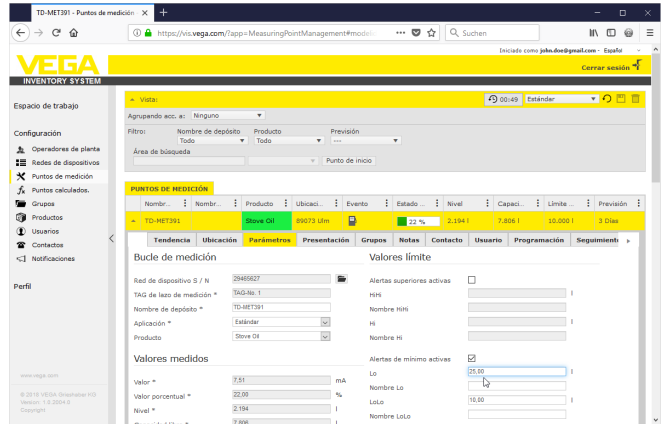 TD-MET391 - Puntos de medición
https://vis.vega.com/?app=MeasuringPointManagement#model
Suchen
Iniciado como john.doe@gmail.com - Español
VEGA
INVENTORY SYSTEM
Cerrar sesión
Espacio de trabajo
Configuración
Operadores de planta
Redes de dispositivos
Puntos de medición
Puntos calculados.
Grupos
Productos
Usuarios
Contactos
Notificaciones
Perfil
www.vega.com
© 2018 VEGA Grieshaber KG
Copyright
Vista:
00:49
Estándar
Agrupando acc. a: Ninguno
Filtro: Nombre de depósito Producto Previsión
Todo Todo ---
Área de búsqueda
Punto de inicio
PUNTOS DE MEDICIÓN
Nombr... Nombr... Producto Ubicaci... Evento Estado ... Nivel Capaci... Límite ... Previsión
TD-MET391 Stove Oil 89073 Ulm 22 % 2.194 l 7.806 l 10.000 l 3 Días
Tendencia Ubicación Parámetros Presentación Grupos Notas Contacto Usuario Programación Seguimient
Bucle de medición
Red de dispositivo S / N 29465627
TAG de lazo de medición * TAG-No. 1
Nombre de depósito * TD-MET391
Aplicación * Estándar
Producto Stove Oil
Valores medidos
Valor * 7,51 mA
Valor porcentual * 22,00 %
Nivel * 2.194 l
7.806 l
Valores límite
Alertas superiores activas
HiHi l
Nombre HiHi
Hi l
Nombre Hi
Alertas de mínimo activas
Lo 25,00 l
Nombre Lo
LoLo 10,00 l
Nombre LoLo